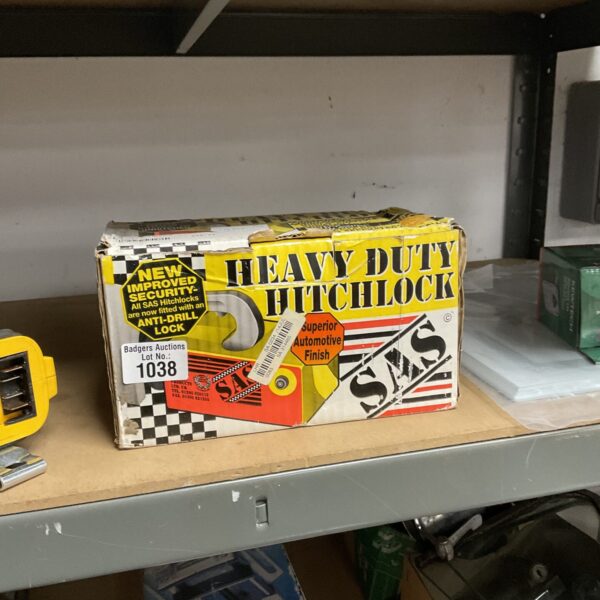 HEAVY DUTY
HITCHLOCK
NEW
IMPROVED
SECURITY-
All SAS Hitchlocks
are now fitted with an
ANTI-DRILL
LOCK
Badgers Auctions
Lot No.:
1038
Superior
Automotive
Finish
SAS
SAS
©